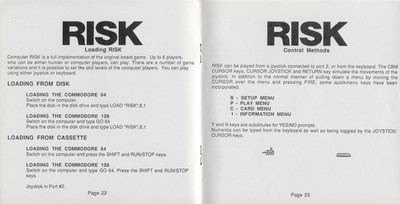 RISK
Loading RISK
Computer RISK is a full implementation of the original board game. Up to 6 players,
who can be either human or computer players, can play. There are a number of game
variations and it is possible to set the skill levels of the computer players. You can play
using either joystick or keyboard.
LOADING FROM DISK
LOADING THE COMMODORE 64
Switch on the computer.
Place the disk in the disk drive and type LOAD "RISK",8,1
LOADING THE COMMODORE 128
Switch on the computer and type GO 64
Place the disk in the disk drive and type LOAD "RISK",8,1
LOADING FROM CASSETTE
LOADING THE COMMODORE 64
Switch on the computer and press the SHIFT and RUN/STOP keys.
LOADING THE COMMODORE 128
Switch on the computer and type GO 64. Press the SHIFT and RUN/STOP
keys.
Joystick in Port #2.
Page 22
RISK
Control Methods
RISK can be played from a joystick connected to port 2, or from the keyboard. The CBM
CURSOR keys, CURSOR JOYSTICK and RETURN key simulate the movements of the
joystick. In addition to the normal method of pulling down a menu by moving the
CURSOR over the menu and pressing FIRE, some quickmenu keys have been
incorporated.
S - SETUP MENU
P - PLAY MENU
C - CARD MENU
I - INFORMATION MENU
Y and N keys are substitutes for YES/NO prompts.
Numerics can be typed from the keyboard as well as being toggled by the JOYSTICK/
CURSOR keys.
Page 23